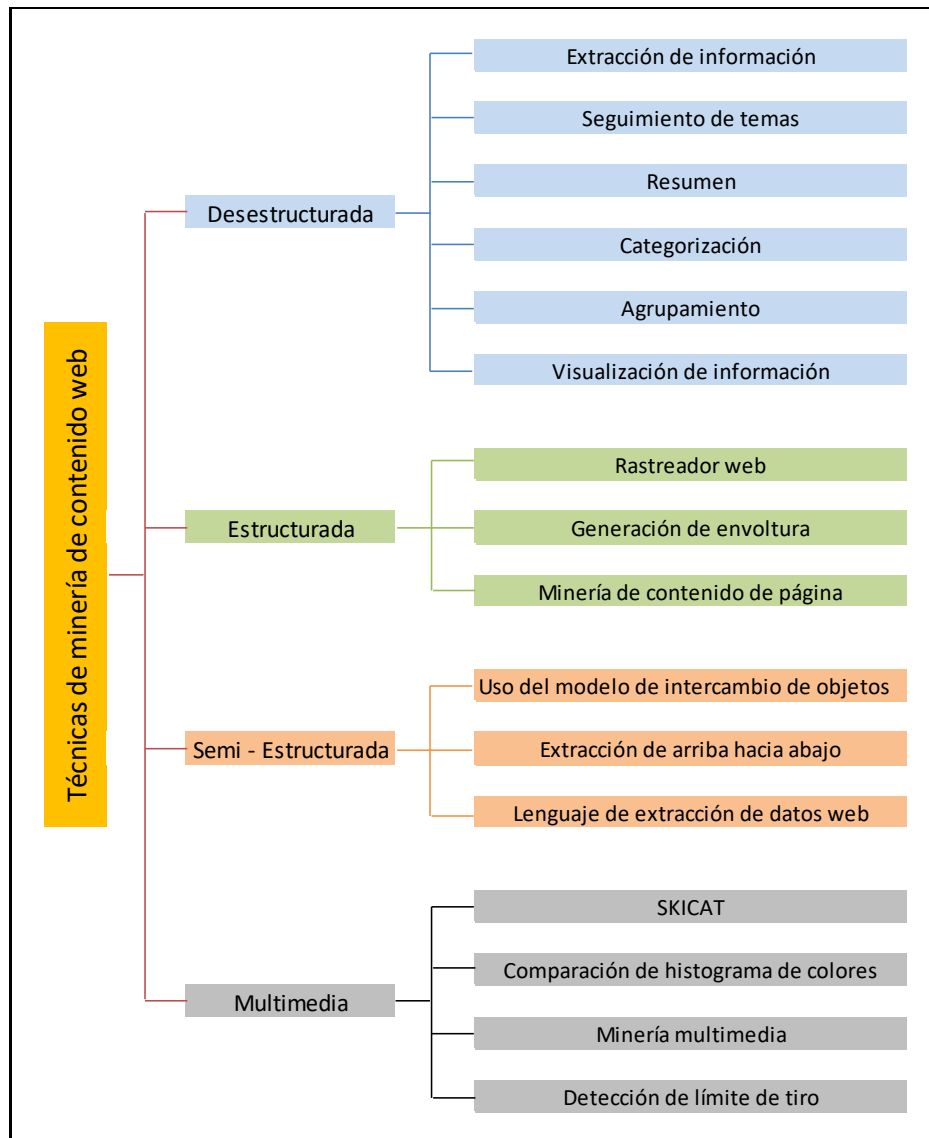 Técnicas de minería de contenido web
Desestructurada
Extracción de información
Seguimiento de temas
Resumen
Categorización
Agrupamiento
Visualización de información
Estructurada
Rastreador web
Generación de envoltura
Minería de contenido de página
Semi - Estructurada
Uso del modelo de intercambio de objetos
Extracción de arriba hacia abajo
Lenguaje de extracción de datos web
Multimedia
SKICAT
Comparación de histograma de colores
Minería multimedia
Detección de límite de tiro